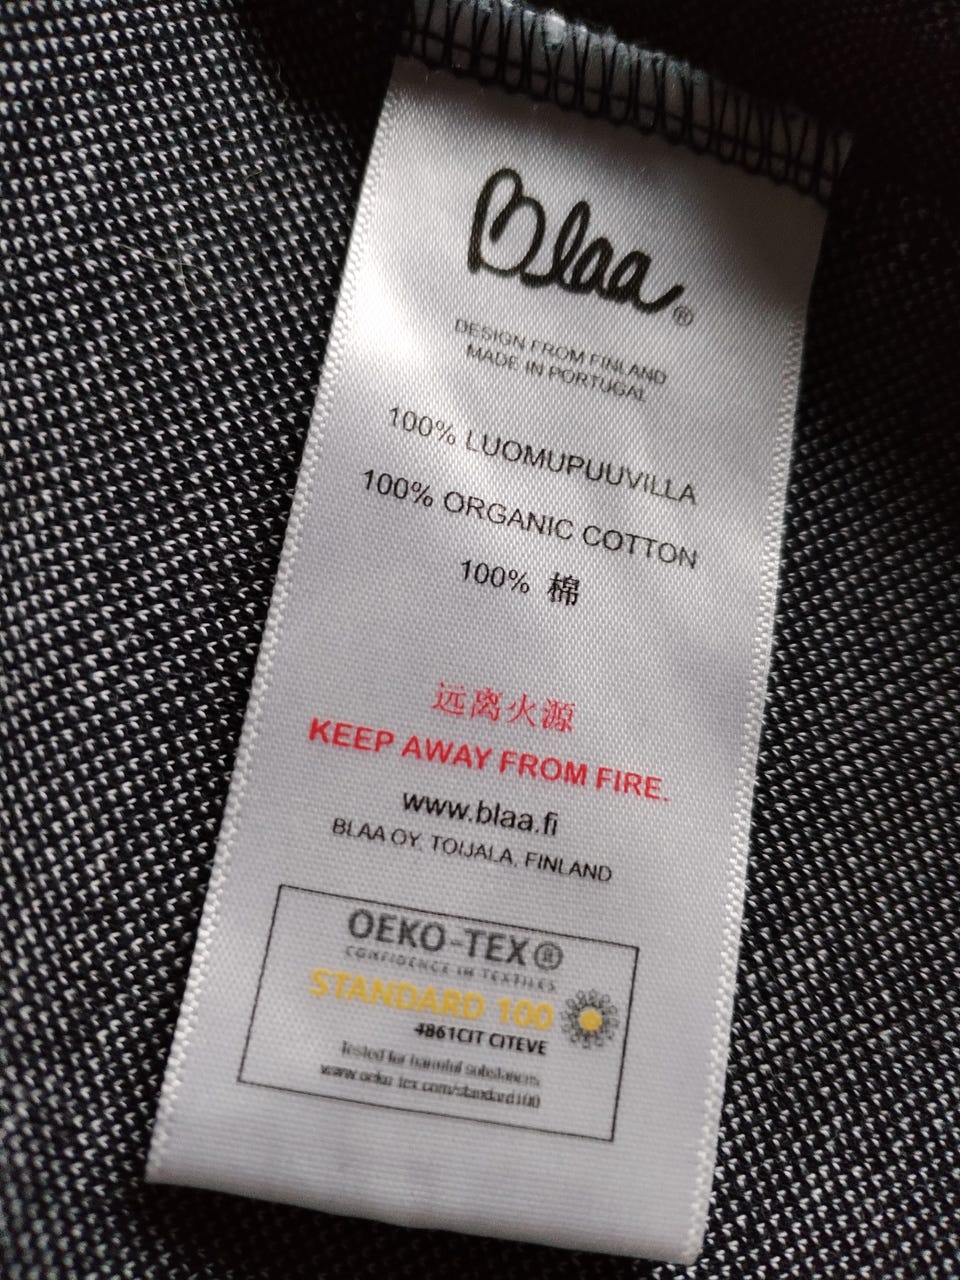 Blaa®
DESIGN FROM FINLAND
MADE IN PORTUGAL
100% LUOMUPUUVILLA
100% ORGANIC COTTON
100% 棉
远离火源
KEEP AWAY FROM FIRE.
www.blaa.fi
BLAA OY, TOIJALA, FINLAND
OEKO-TEX®
CONFIDENCE IN TEXTILES
STANDARD 100
4861CIT CITEVE
Tested for harmful substances
www.oeko-tex.com/standard100